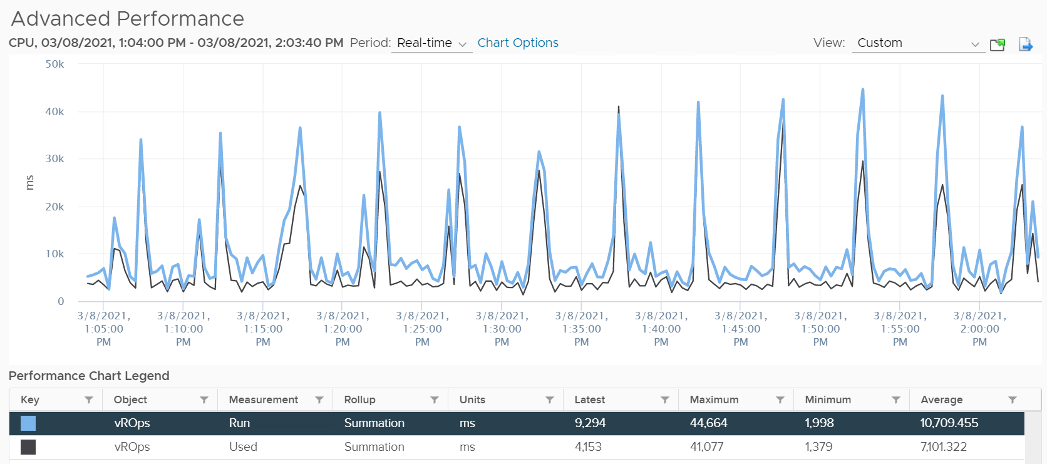 Advanced Performance
CPU, 03/08/2021, 1:04:00 PM - 03/08/2021, 2:03:40 PM Period: Real-time Chart Options View: Custom
50k
40k
30k
20k
10k
0
ms
3/8/2021, 3/8/2021, 3/8/2021, 3/8/2021, 3/8/2021, 3/8/2021, 3/8/2021, 3/8/2021, 3/8/2021, 3/8/2021, 3/8/2021, 3/8/2021,
1:05:00 1:10:00 1:15:00 1:20:00 1:25:00 1:30:00 1:35:00 1:40:00 1:45:00 1:50:00 1:55:00 2:00:00
PM PM PM PM PM PM PM PM PM PM PM PM
Performance Chart Legend
Key Object Measurement Rollup Units Latest Maximum Minimum Average
vROps Run Summation ms 9,294 44,664 1,998 10,709.455
vROps Used Summation ms 4,153 41,077 1,379 7,101.322